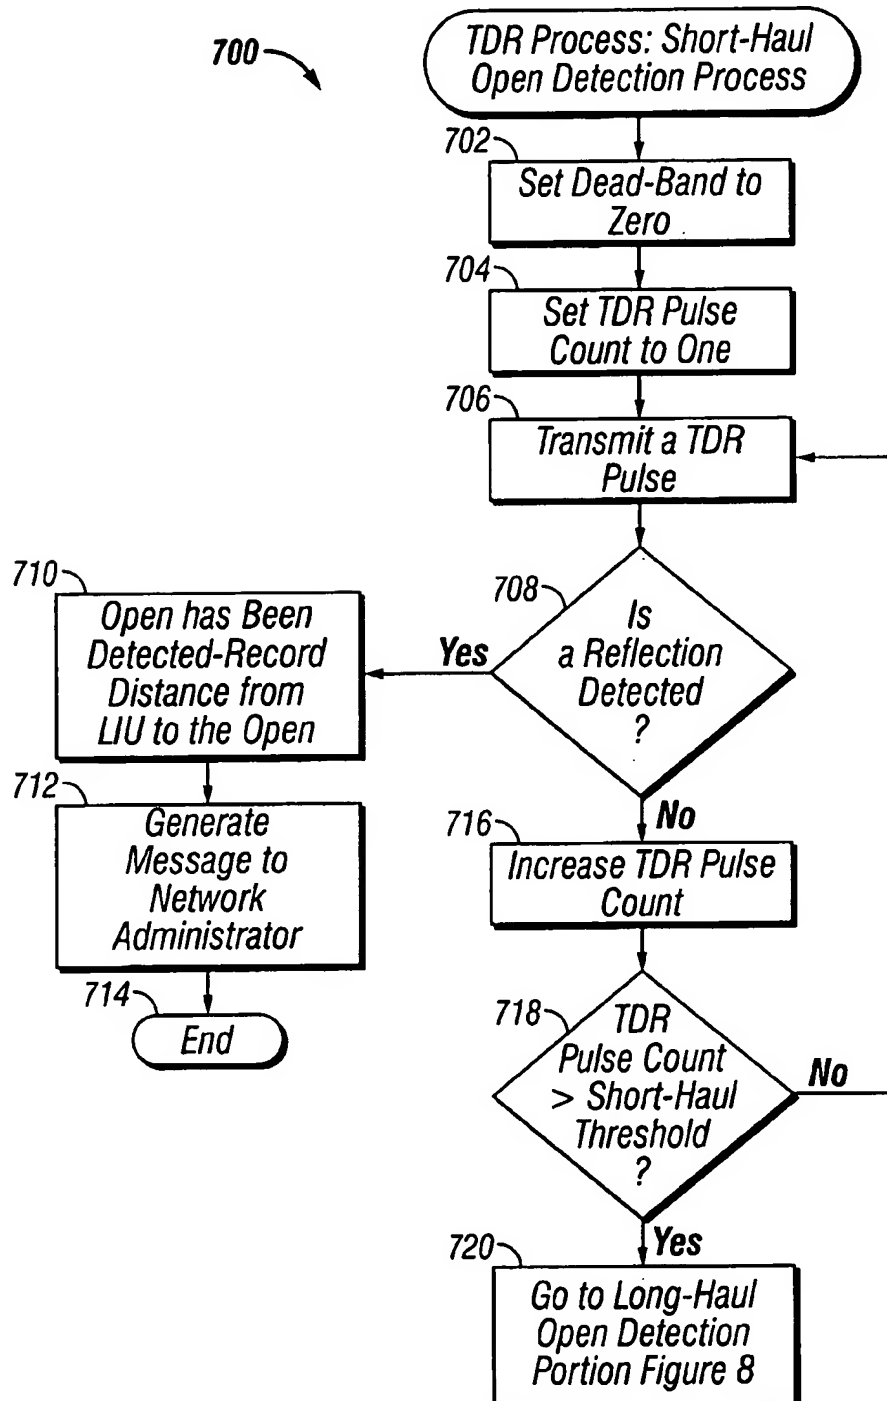 700
TDR Process: Short-Haul
Open Detection Process
702
Set Dead-Band to
Zero
704
Set TDR Pulse
Count to One
706
Transmit a TDR
Pulse
708
Is
a Reflection
Detected
?
Yes
710
Open has Been
Detected-Record
Distance from
LIU to the Open
712
Generate
Message to
Network
Administrator
714
End
No
716
Increase TDR Pulse
Count
718
TDR
Pulse Count
> Short-Haul
Threshold
?
No
Yes
720
Go to Long-Haul
Open Detection
Portion Figure 8